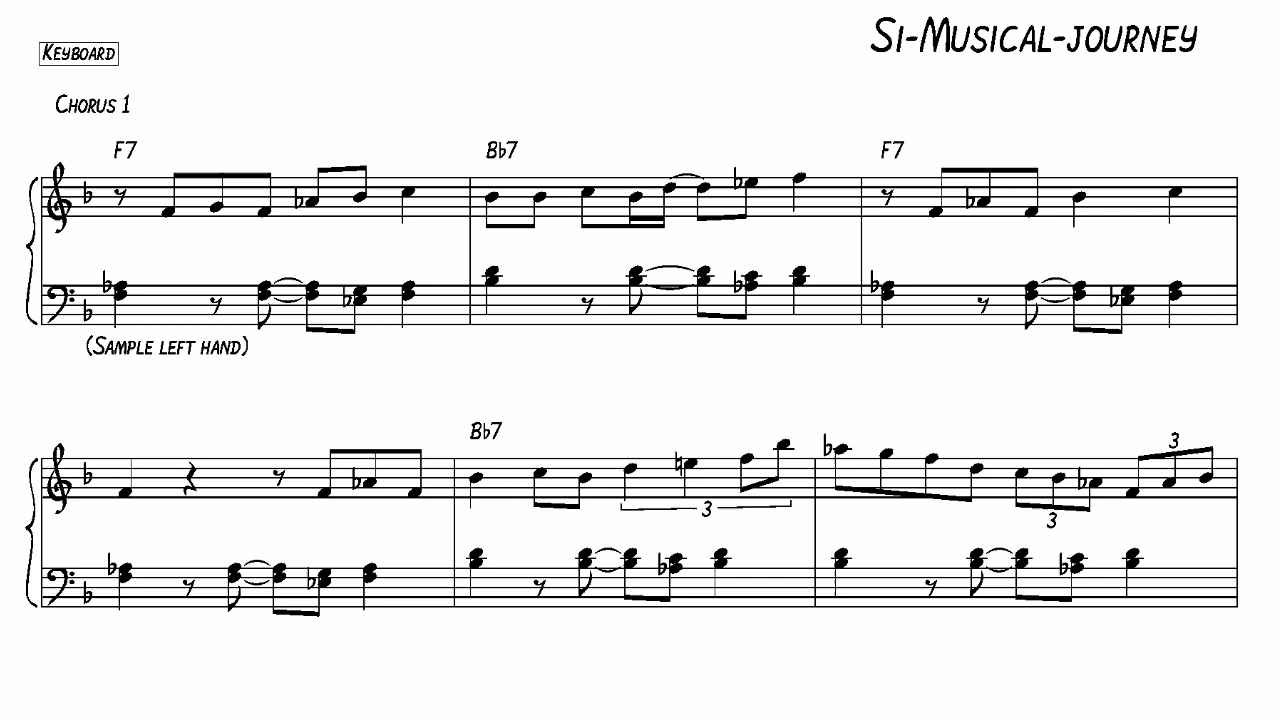 Si-Musical-journey
Keyboard
Chorus 1
F7 Bb7 F7
(Sample left hand)
Bb7
3 3 3